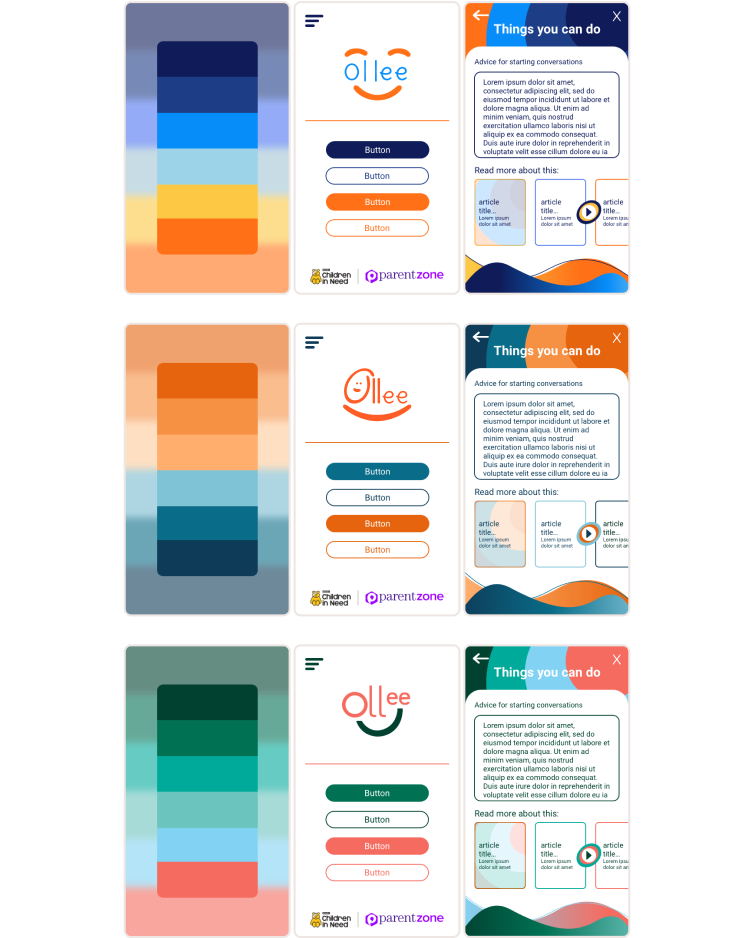 ollee
Button
Button
Button
Button
BBC
Children
in Need
parentzone
X
Things you can do
Advice for starting conversations
Lorem ipsum dolor sit amet,
consectetur adipiscing elit, sed do
eiusmod tempor incididunt ut labore et
dolore magna aliqua. Ut enim ad
minim veniam, quis nostrud
exercitation ullamco laboris nisi ut
aliquip ex ea commodo consequat.
Duis aute irure dolor in reprehenderit in
voluptate velit esse cillum dolore eu ia
Read more about this:
article
title...
Lorem ipsum
dolor sit amet
article
title...
Lorem ipsum
dolor sit amet
article
title...
Lorem ipsu
dolor sit am
Ollee
Button
Button
Button
Button
BBC
Children
in Need
parentzone
X
Things you can do
Advice for starting conversations
Lorem ipsum dolor sit amet,
consectetur adipiscing elit, sed do
eiusmod tempor incididunt ut labore et
dolore magna aliqua. Ut enim ad
minim veniam, quis nostrud
exercitation ullamco laboris nisi ut
aliquip ex ea commodo consequat.
Duis aute irure dolor in reprehenderit in
voluptate velit esse cillum dolore eu ia
Read more about this:
article
title...
Lorem ipsum
dolor sit amet
article
title...
Lorem ipsum
dolor sit amet
article
title...
Lorem ipsu
dolor sit am
ollee
Button
Button
Button
Button
BBC
Children
in Need
parentzone
X
Things you can do
Advice for starting conversations
Lorem ipsum dolor sit amet,
consectetur adipiscing elit, sed do
eiusmod tempor incididunt ut labore et
dolore magna aliqua. Ut enim ad
minim veniam, quis nostrud
exercitation ullamco laboris nisi ut
aliquip ex ea commodo consequat.
Duis aute irure dolor in reprehenderit in
voluptate velit esse cillum dolore eu ia
Read more about this:
article
title...
Lorem ipsum
dolor sit amet
article
title...
Lorem ipsum
dolor sit amet
article
title...
Lorem ipsu
dolor sit am